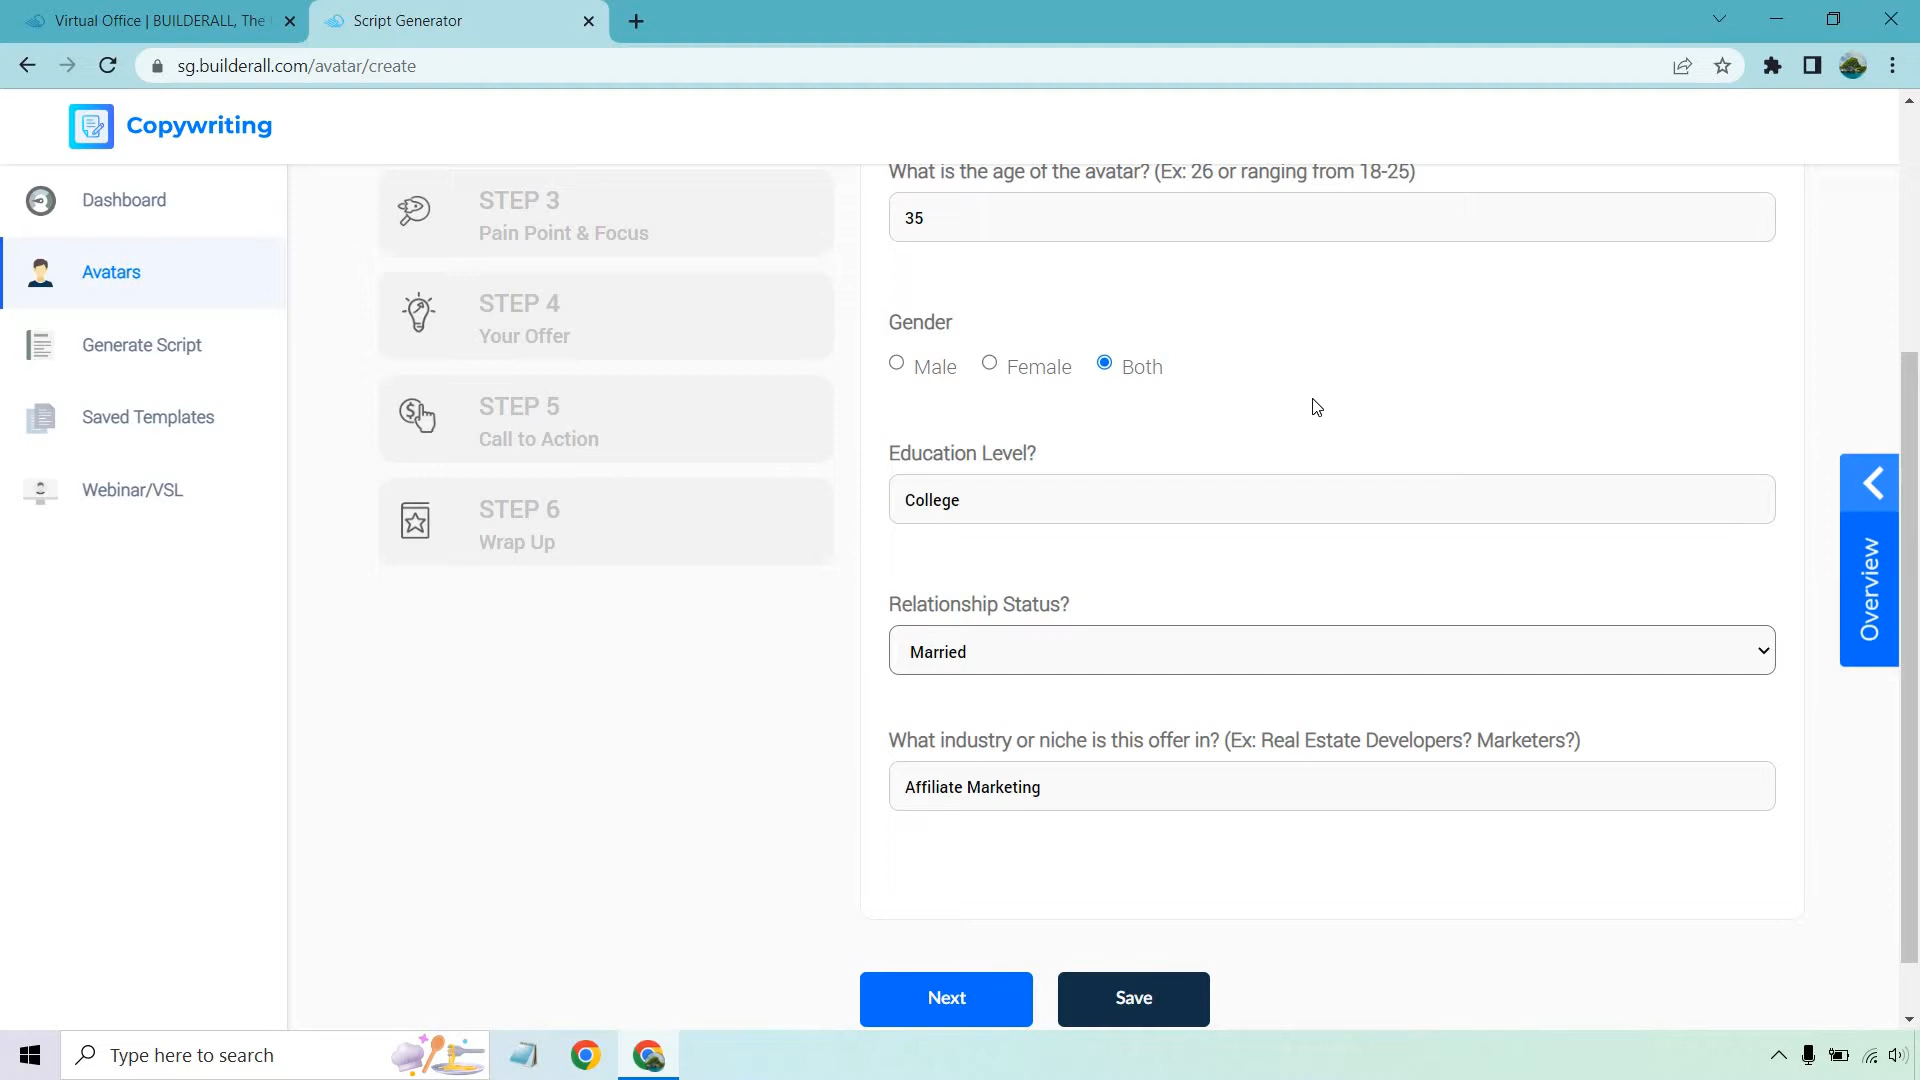 Virtual Office | BUILDERALL, The
Script Generator
sg.builderall.com/avatar/create
Copywriting
Dashboard
Avatars
Generate Script
Saved Templates
Webinar/VSL
STEP 3
Pain Point & Focus
STEP 4
Your Offer
STEP 5
Call to Action
STEP 6
Wrap Up
What is the age of the avatar? (Ex: 26 or ranging from 18-25)
35
Gender
Male Female Both
Education Level?
College
Relationship Status?
Married
What industry or niche is this offer in? (Ex: Real Estate Developers? Marketers?)
Affiliate Marketing
Next Save
Overview
Type here to search